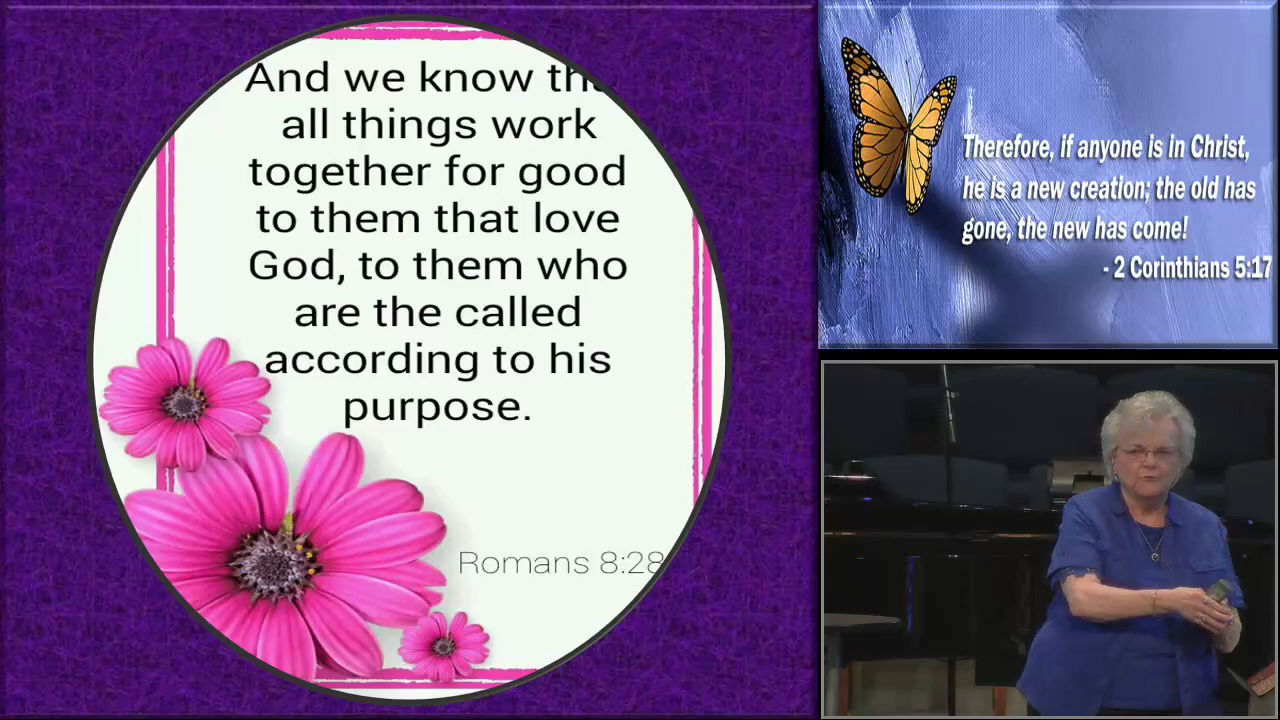 And we know
all things work
together for good
to them that love
God, to them who
are the called
according to his
purpose.
Romans 8:28
Therefore, if anyone is in Christ,
he is a new creation; the old has
gone, the new has come!
- 2 Corinthians 5:17